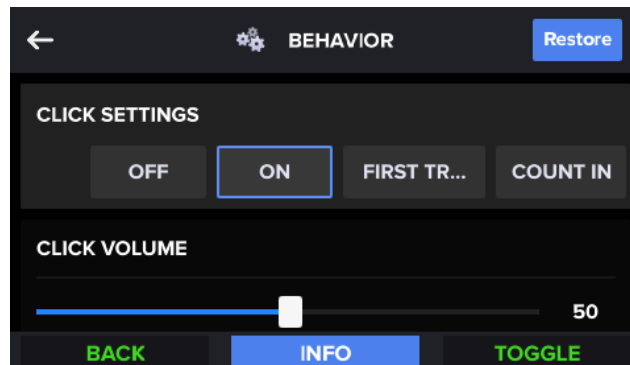 BEHAVIOR Restore
CLICK SETTINGS
OFF ON FIRST TR... COUNT IN
CLICK VOLUME
50
BACK INFO TOGGLE